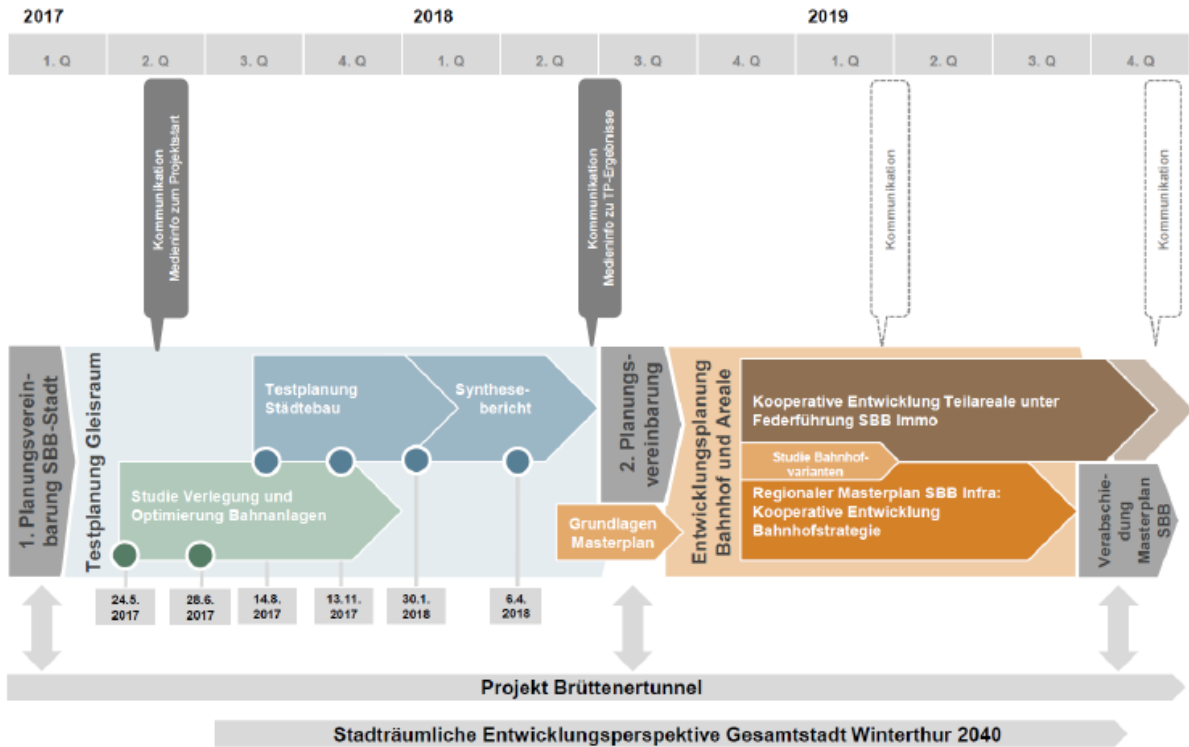 2017
2018
2019
1. Q
2. Q
3. Q
4. Q
1. Q
2. Q
3. Q
4. Q
1. Q
2. Q
3. Q
4. Q
Kommunikation
Medieninfo zum Projektstart
Kommunikation
Medieninfo zu TP-Ergebnisse
Kommunikation
Kommunikation
1. Planungsverein-
barung SBB-Stadt
Testplanung Gleisraum
Testplanung
Städtebau
Synthese-
bericht
Studie Verlegung und
Optimierung Bahnanlagen
2. Planungs-
vereinbarung
Grundlagen
Masterplan
Entwicklungsplanung
Bahnhof und Areale
Kooperative Entwicklung Teilareale unter
Federführung SBB Immo
Studie Bahnhof-
varianten
Regionaler Masterplan SBB Infra:
Kooperative Entwicklung
Bahnhofstrategie
Verabschie-
dung
Masterplan
SBB
24.5.
2017
28.6.
2017
14.8.
2017
13.11.
2017
30.1.
2018
6.4.
2018
Projekt Brüttenertunnel
Stadträumliche Entwicklungsperspektive Gesamtstadt Winterthur 2040